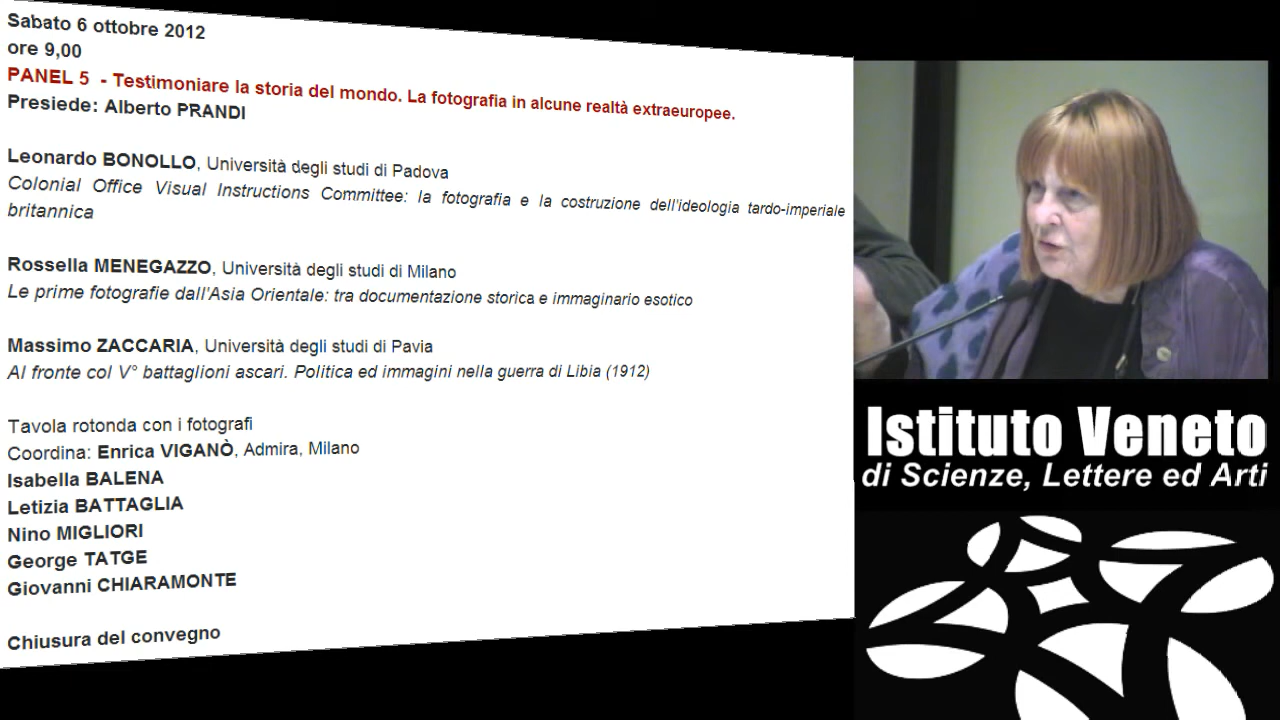 Sabato 6 ottobre 2012
ore 9,00
PANEL 5 - Testimoniare la storia del mondo. La fotografia in alcune realtà extraeuropee.
Presiede: Alberto PRANDI
Leonardo BONOLLO, Università degli studi di Padova
Colonial Office Visual Instructions Committee: la fotografia e la costruzione dell'ideologia tardo-imperiale
britannica
Rossella MENEGAZZO, Università degli studi di Milano
Le prime fotografie dall'Asia Orientale: tra documentazione storica e immaginario esotico
Massimo ZACCARIA, Università degli studi di Pavia
Al fronte col V° battaglioni ascari. Politica ed immagini nella guerra di Libia (1912)
Tavola rotonda con i fotografi
Coordina: Enrica VIGANÒ, Admira, Milano
Isabella BALENA
Letizia BATTAGLIA
Nino MIGLIORI
George TATGE
Giovanni CHIARAMONTE
Chiusura del convegno
Istituto Veneto
di Scienze, Lettere ed Arti